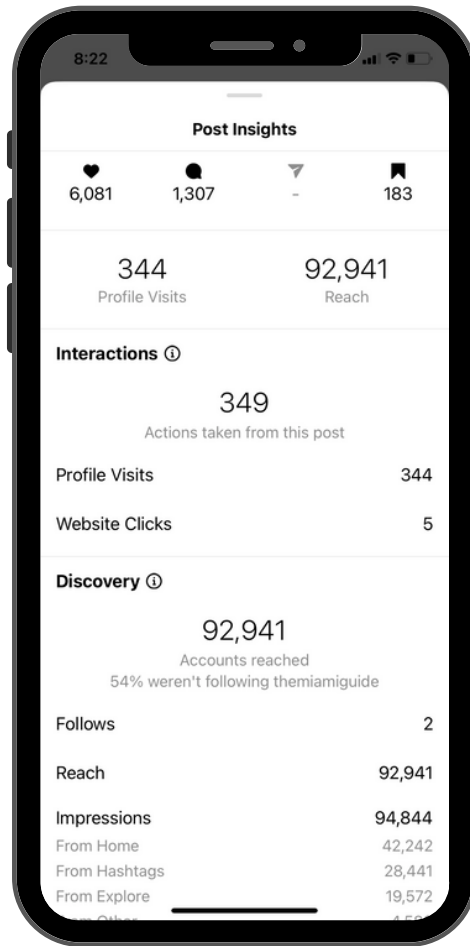 8:22
Post Insights
6,081 1,307 - 183
344 92,941
Profile Visits Reach
Interactions
349
Actions taken from this post
Profile Visits 344
Website Clicks 5
Discovery
92,941
Accounts reached
54% weren't following themiamiguide
Follows 2
Reach 92,941
Impressions 94,844
From Home 42,242
From Hashtags 28,441
From Explore 19,572
From Other